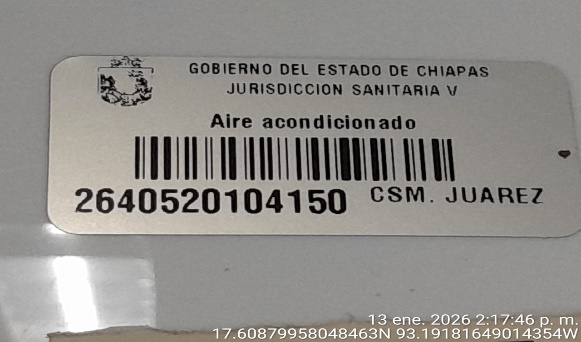 GOBIERNO DEL ESTADO DE CHIAPAS
JURISDICCION SANITARIA V
Aire acondicionado
2640520104150 CSM. JUAREZ
13 ene. 2026 2:17:46 p. m.
17.60879958048463N 93.19181649014354W